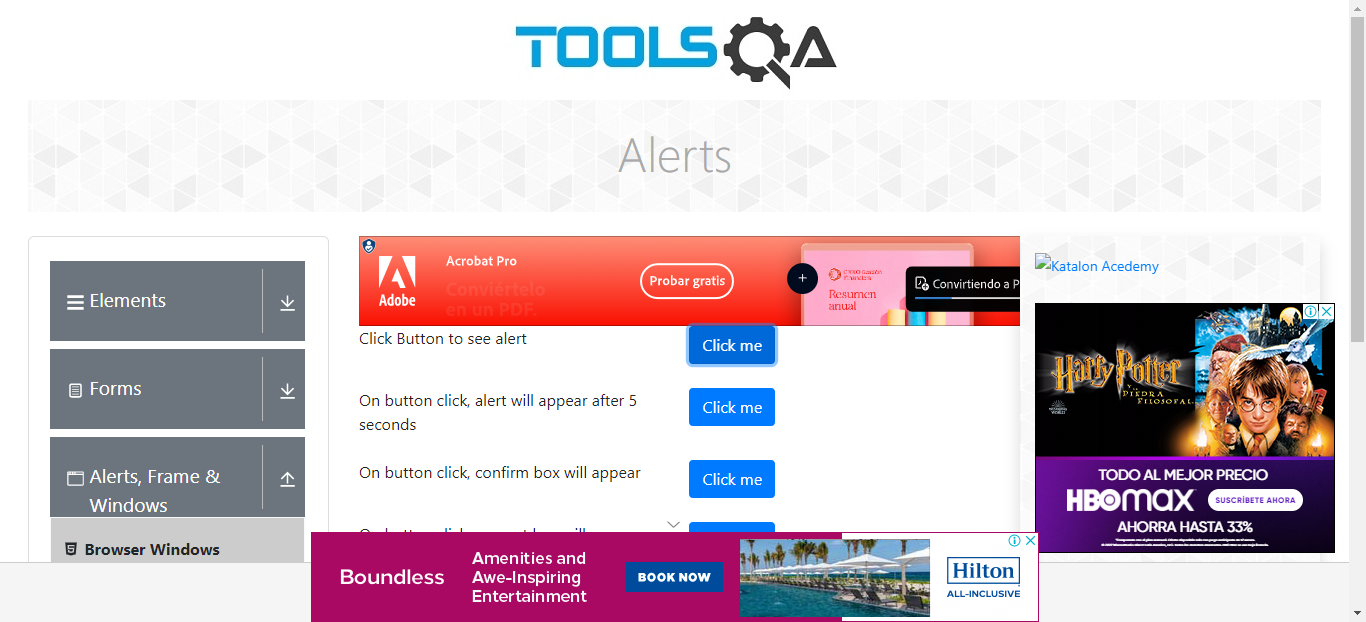 TOOLSQA
Alerts
Elements
Forms
Alerts, Frame &
Windows
Browser Windows
Adobe
Acrobat Pro
Conviértelo
en un PDF.
Probar gratis
+
Resumen
anual
Convirtiendo a P
Click Button to see alert
Click me
On button click, alert will appear after 5
seconds
Click me
On button click, confirm box will appear
Click me
Katalon Acedemy
Harry Potter
Y LA
PIEDRA
FILOSOFAL
TODO AL MEJOR PRECIO
HBOMAX
SUSCRÍBETE AHORA
AHORRA HASTA 33%
Boundless
Amenities and
Awe-Inspiring
Entertainment
BOOK NOW
Hilton
ALL-INCLUSIVE